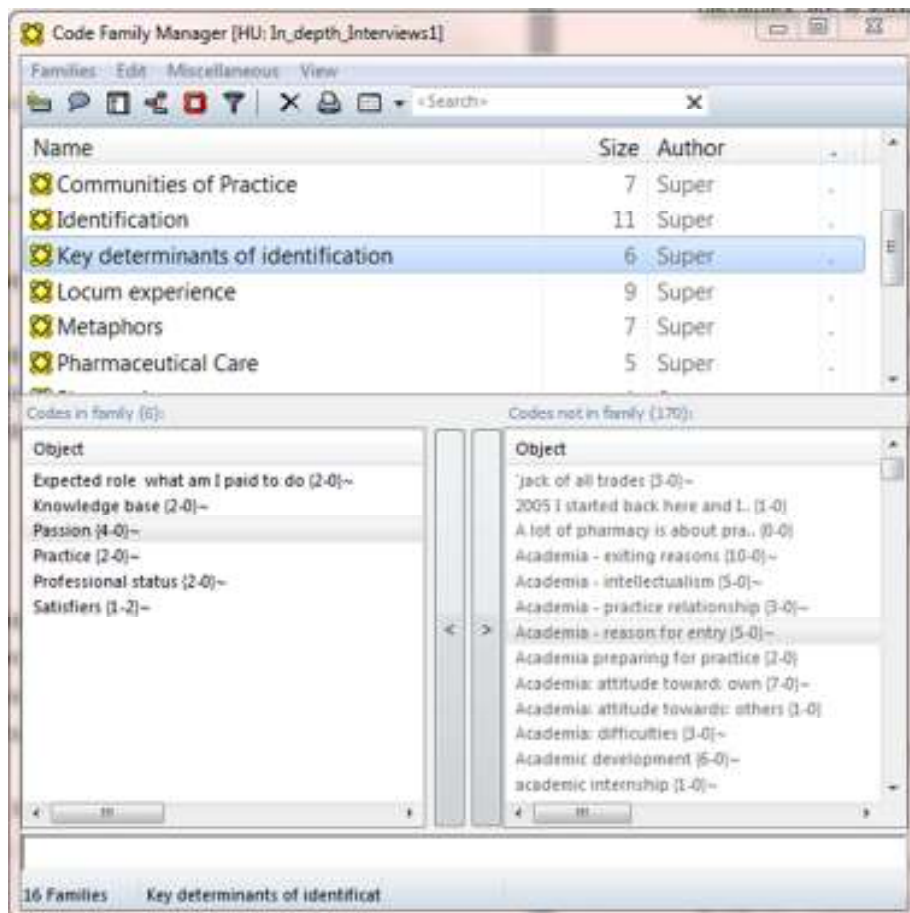 Code Family Manager [HU: In_depth_Interviews1]
Families Edit Miscellaneous View
<Search>
Name Size Author
Communities of Practice 7 Super
Identification 11 Super
Key determinants of identification 6 Super
Locum experience 9 Super
Metaphors 7 Super
Pharmaceutical Care 5 Super
Codes in family (6):
Object
Expected role what am I paid to do {2-0}~
Knowledge base {2-0}~
Passion {4-0}~
Practice {2-0}~
Professional status {2-0}~
Satisfiers {1-2}~
< >
Codes not in family (170):
Object
'jack of all trades {3-0}~
2005 I started back here and I.. {1-0}
A lot of pharmacy is about pra.. {0-0}
Academia - exiting reasons {10-0}~
Academia - intellectualism {5-0}~
Academia - practice relationship {3-0}~
Academia - reason for entry {5-0}~
Academia preparing for practice {2-0}
Academia: attitude toward: own {7-0}~
Academia: attitude towards: others {1-0}
Academia: difficulties {3-0}~
Academic development {6-0}~
academic internship {1-0}~
16 Families Key determinants of identificat